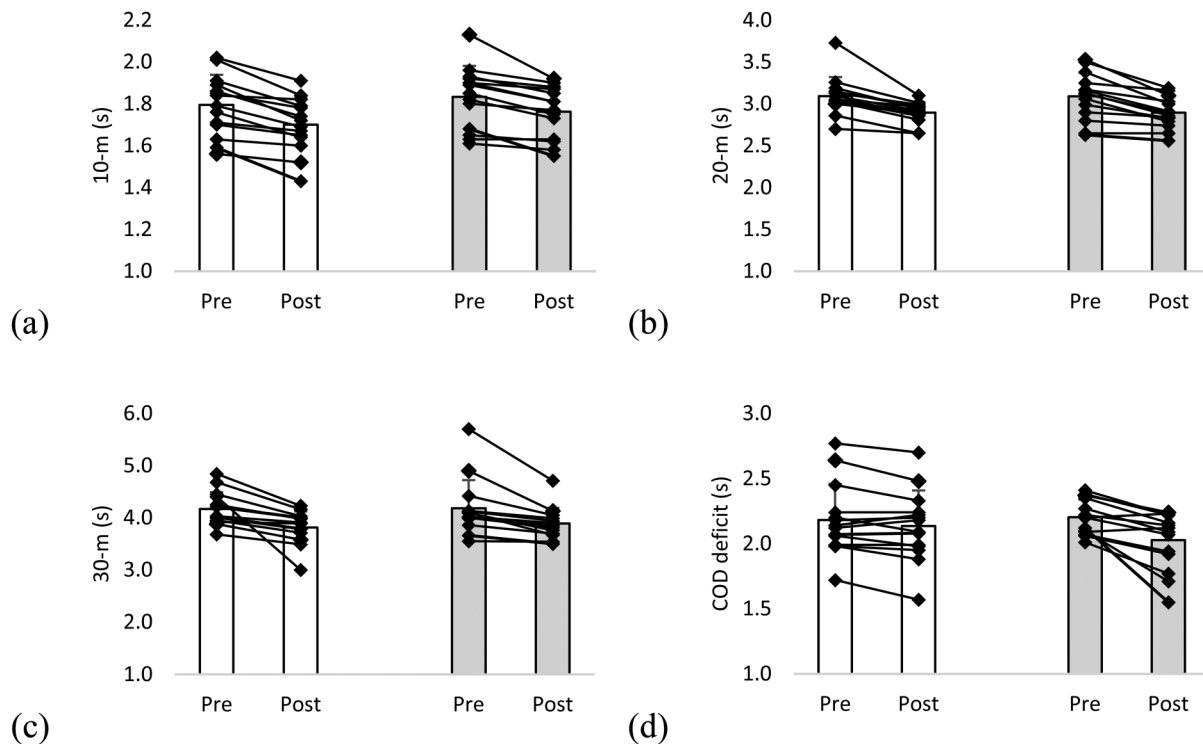 2.2
2.0
1.8
1.6
1.4
1.2
1.0
10-m (s)
Pre Post Pre Post
(a)
4.0
3.5
3.0
2.5
2.0
1.5
1.0
20-m (s)
Pre Post Pre Post
(b)
6.0
5.0
4.0
3.0
2.0
1.0
30-m (s)
Pre Post Pre Post
(c)
3.0
2.5
2.0
1.5
1.0
COD deficit (s)
Pre Post Pre Post
(d)